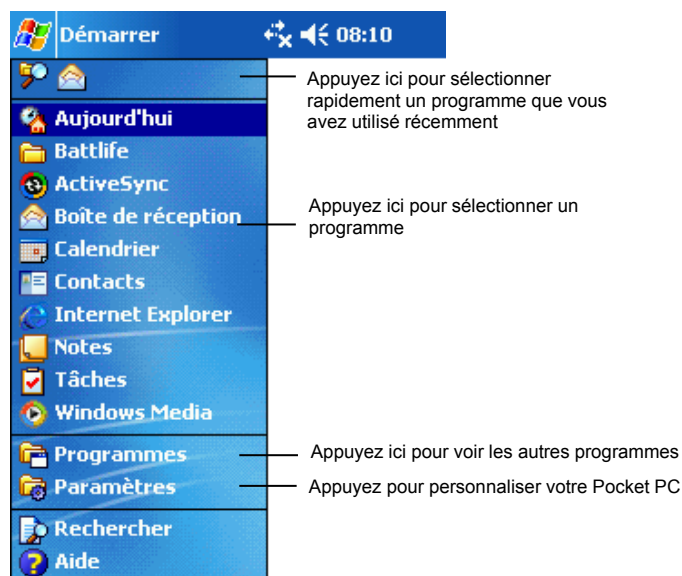 Démarrer 08:10
Appuyez ici pour sélectionner
rapidement un programme que vous
avez utilisé récemment
Aujourd'hui
Battlife
ActiveSync
Boîte de réception
Appuyez ici pour sélectionner un
programme
Calendrier
Contacts
Internet Explorer
Notes
Tâches
Windows Media
Programmes
Appuyez ici pour voir les autres programmes
Paramètres
Appuyez pour personnaliser votre Pocket PC
Rechercher
Aide